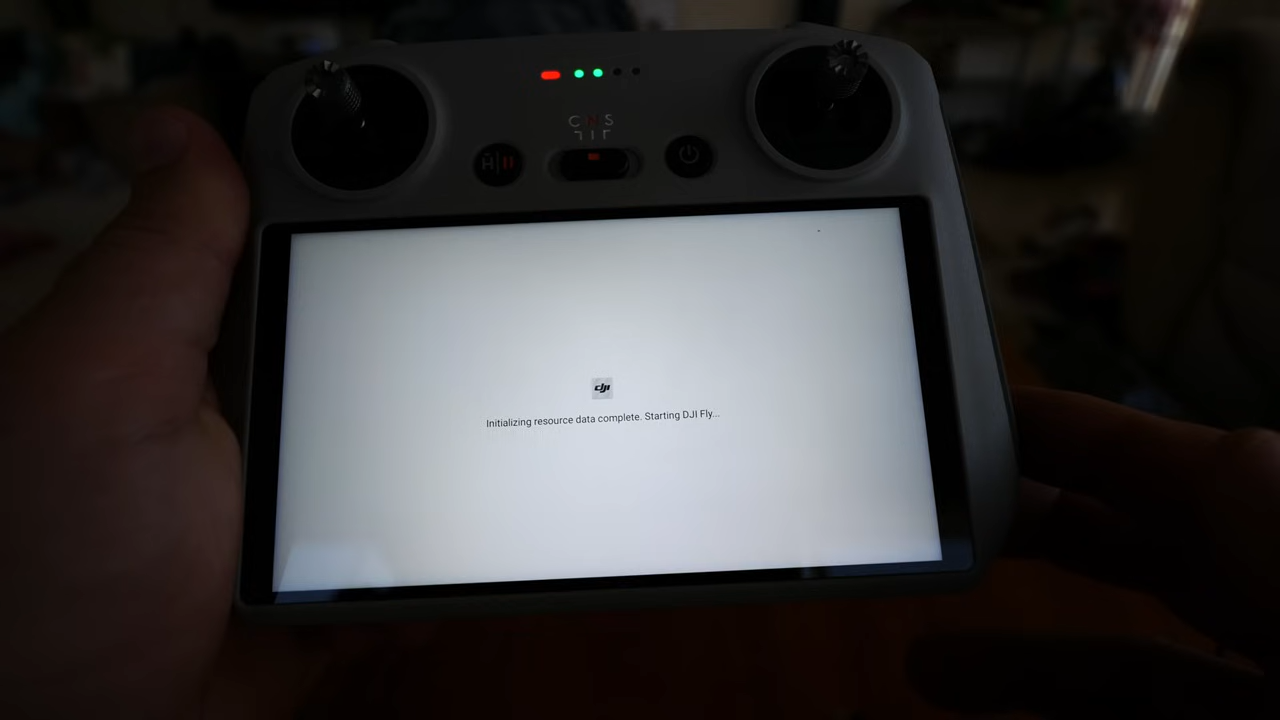 C N S
H
dji
Initializing resource data complete. Starting DJI Fly...